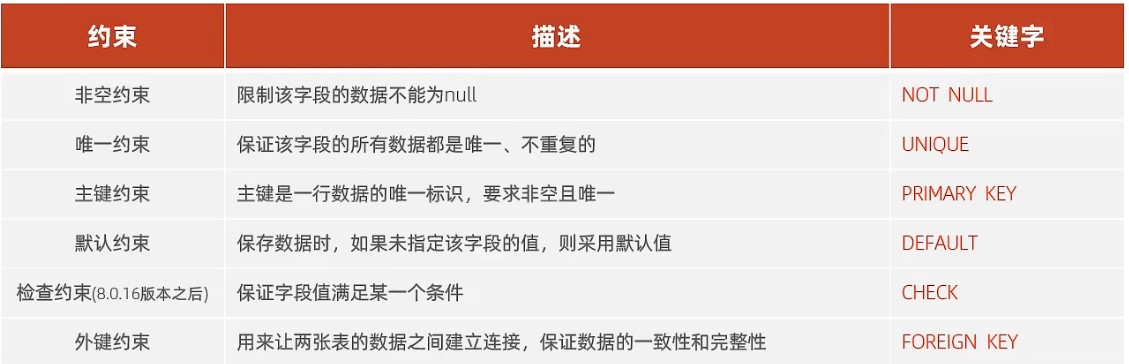 约束 描述 关键字
非空约束 限制该字段的数据不能为null NOT NULL
唯一约束 保证该字段的所有数据都是唯一、不重复的 UNIQUE
主键约束 主键是一行数据的唯一标识，要求非空且唯一 PRIMARY KEY
默认约束 保存数据时，如果未指定该字段的值，则采用默认值 DEFAULT
检查约束(8.0.16版本之后) 保证字段值满足某一个条件 CHECK
外键约束 用来让两张表的数据之间建立连接，保证数据的一致性和完整性 FOREIGN KEY